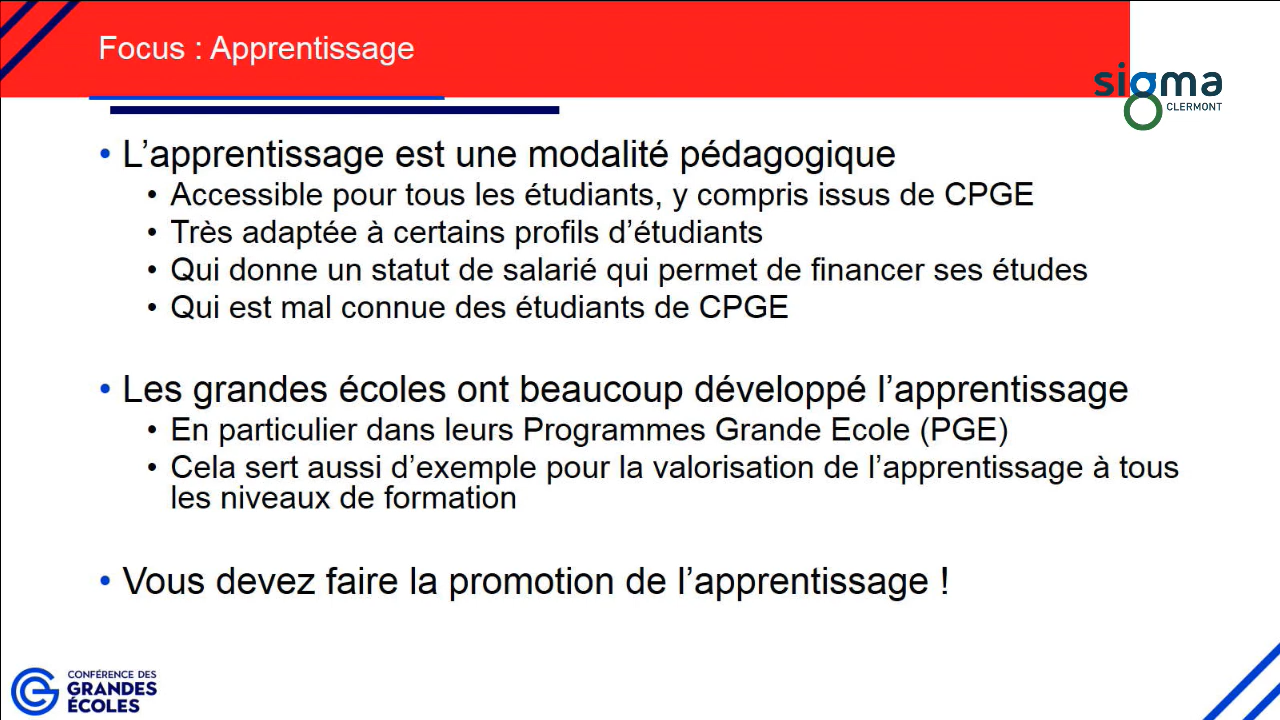 Focus : Apprentissage
sigma
CLERMONT
• L’apprentissage est une modalité pédagogique
• Accessible pour tous les étudiants, y compris issus de CPGE
• Très adaptée à certains profils d’étudiants
• Qui donne un statut de salarié qui permet de financer ses études
• Qui est mal connue des étudiants de CPGE
• Les grandes écoles ont beaucoup développé l’apprentissage
• En particulier dans leurs Programmes Grande Ecole (PGE)
• Cela sert aussi d’exemple pour la valorisation de l’apprentissage à tous
les niveaux de formation
• Vous devez faire la promotion de l’apprentissage !
CONFÉRENCE DES
GRANDES
ÉCOLES